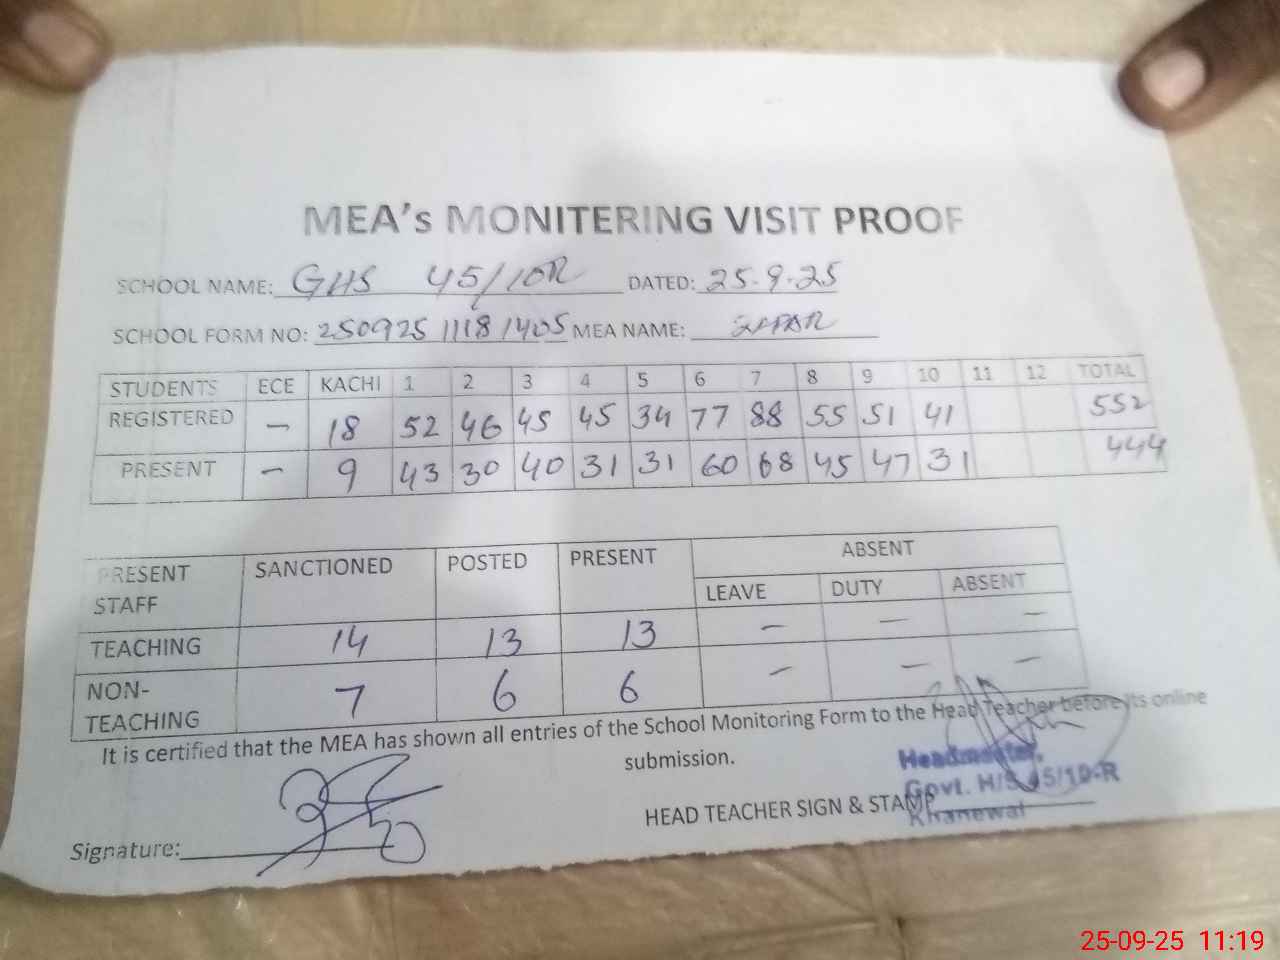 MEA's MONITERING VISIT PROOF
SCHOOL NAME: GHS 45/10R DATED: 25.9.25
SCHOOL FORM NO: 250925 1118 1405 MEA NAME: ZAFAR
STUDENTS ECE KACHI 1 2 3 4 5 6 7 8 9 10 11 12 TOTAL
REGISTERED — 18 52 46 45 45 34 77 88 55 51 41 552
PRESENT — 9 43 30 40 31 31 60 68 45 47 31 444
PRESENT STAFF SANCTIONED POSTED PRESENT ABSENT
LEAVE DUTY ABSENT
TEACHING 14 13 13 — — —
NON-TEACHING 7 6 6 — — —
It is certified that the MEA has shown all entries of the School Monitoring Form to the Head Teacher before its online
submission.
Headmaster,
Govt. H/S 45/10-R
Khanewal
HEAD TEACHER SIGN & STAMP
Signature:
25-09-25 11:19